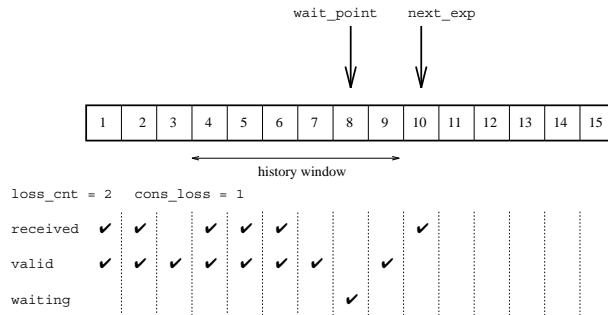 wait_point next_exp
1 2 3 4 5 6 7 8 9 10 11 12 13 14 15
history window
loss_cnt = 2 cons_loss = 1
received ✔ ✔ ✔ ✔ ✔ ✔
valid ✔ ✔ ✔ ✔ ✔ ✔ ✔ ✔
waiting ✔